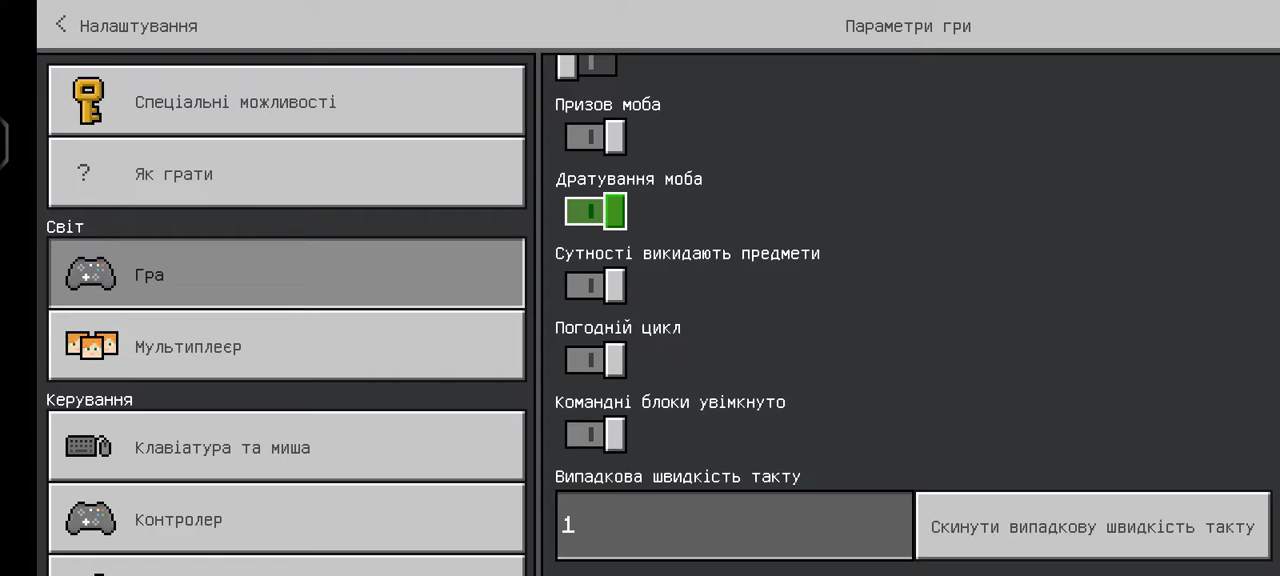 Налаштування
Параметри гри
Спеціальні можливості
? Як грати
Світ
Гра
Мультиплеєр
Керування
Клавіатура та миша
Контролер
Призов моба
Дратування моба
Сутності викидають предмети
Погодній цикл
Командні блоки увімкнуто
Випадкова швидкість такту
1
Скинути випадкову швидкість такту